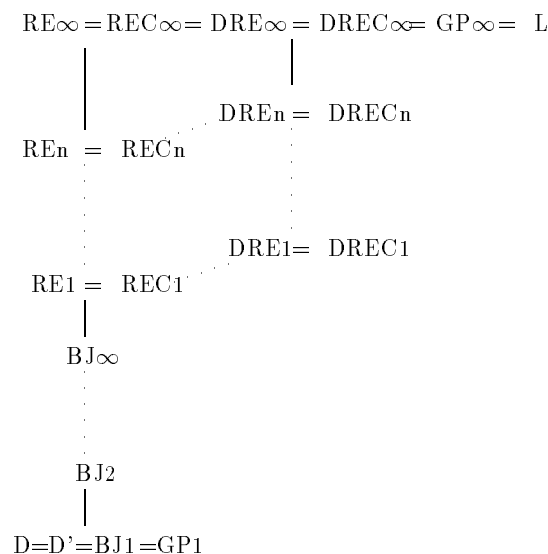 RE∞ = REC∞ = DRE∞ = DREC∞ = GP∞ = L
DREn = DRECn
REn = RECn
DRE1 = DREC1
RE1 = REC1
BJ∞
BJ2
D=D'=BJ1=GP1